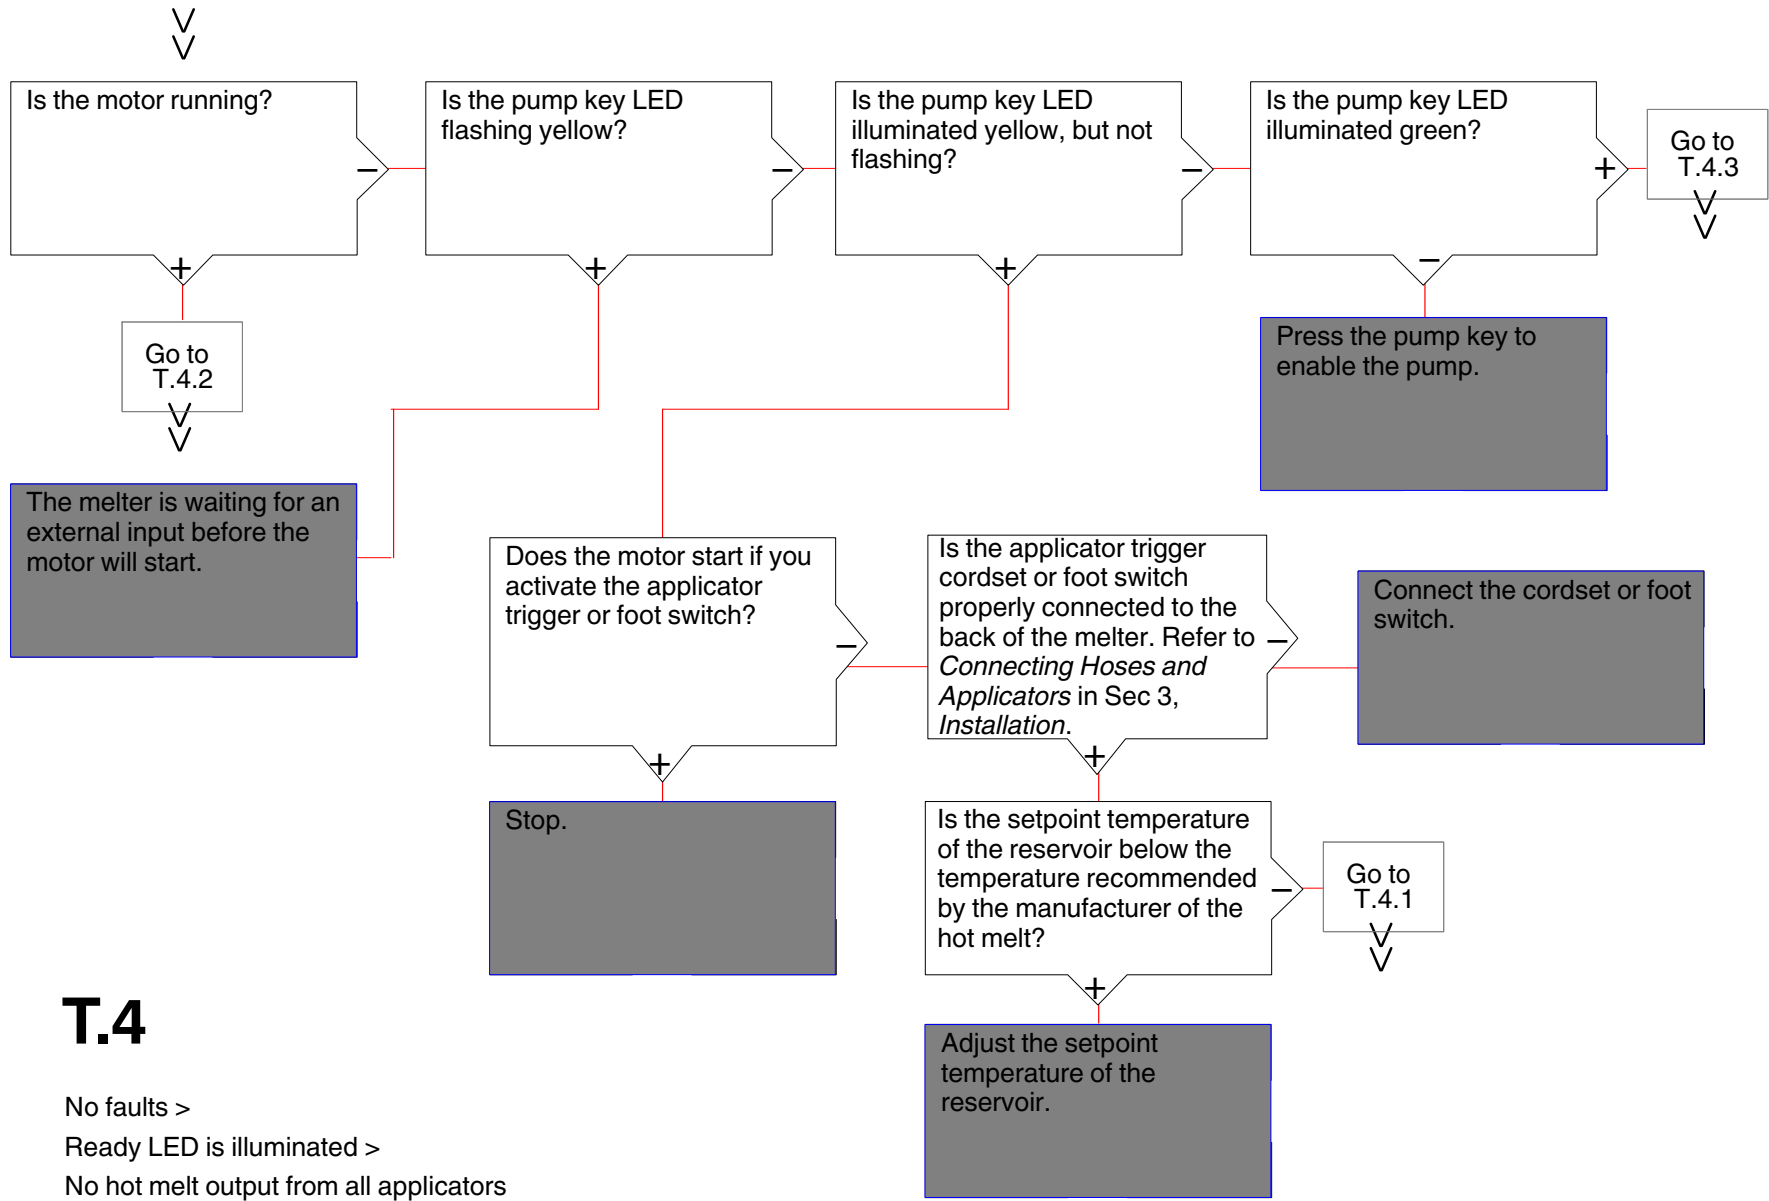 Is the motor running?
–
+
Go to
T.4.2
Is the pump key LED
flashing yellow?
–
+
Is the pump key LED
illuminated yellow, but not
flashing?
–
+
Is the pump key LED
illuminated green?
+
–
Go to
T.4.3
Press the pump key to
enable the pump.
The melter is waiting for an
external input before the
motor will start.
Does the motor start if you
activate the applicator
trigger or foot switch?
–
+
Is the applicator trigger
cordset or foot switch
properly connected to the
back of the melter. Refer to
Connecting Hoses and
Applicators in Sec 3,
Installation.
–
+
Connect the cordset or foot
switch.
Stop.
Is the setpoint temperature
of the reservoir below the
temperature recommended
by the manufacturer of the
hot melt?
–
+
Go to
T.4.1
Adjust the setpoint
temperature of the
reservoir.
T.4
No faults >
Ready LED is illuminated >
No hot melt output from all applicators